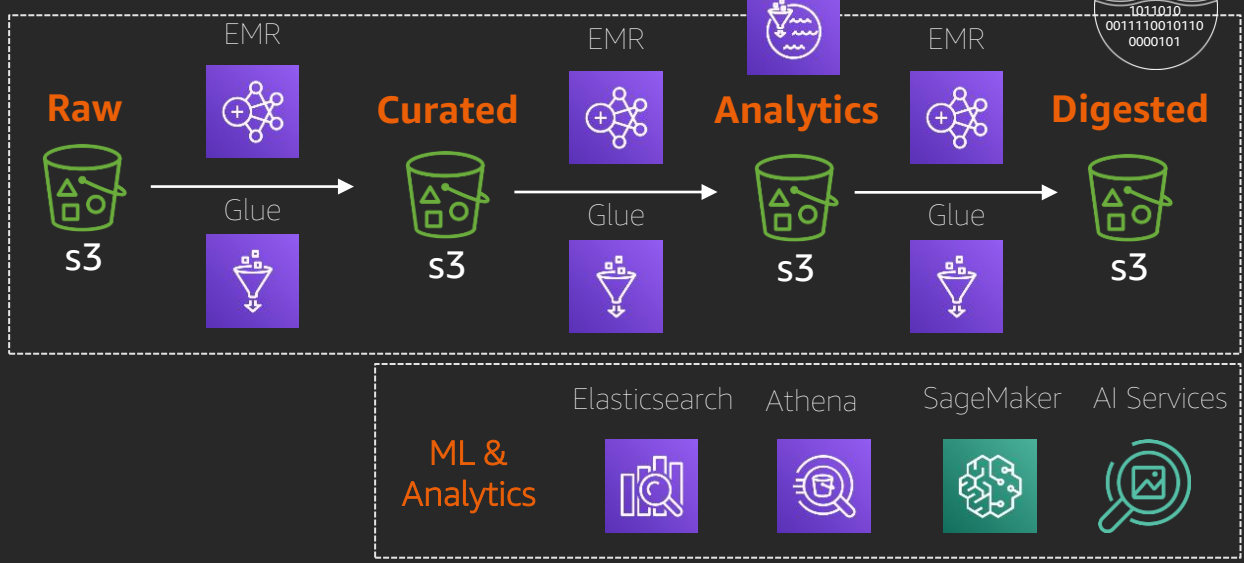 1011010
0011110010110
0000101
EMR
EMR
EMR
Raw
Curated
Analytics
Digested
Glue
Glue
Glue
s3
s3
s3
s3
Elasticsearch
Athena
SageMaker
AI Services
ML &
Analytics